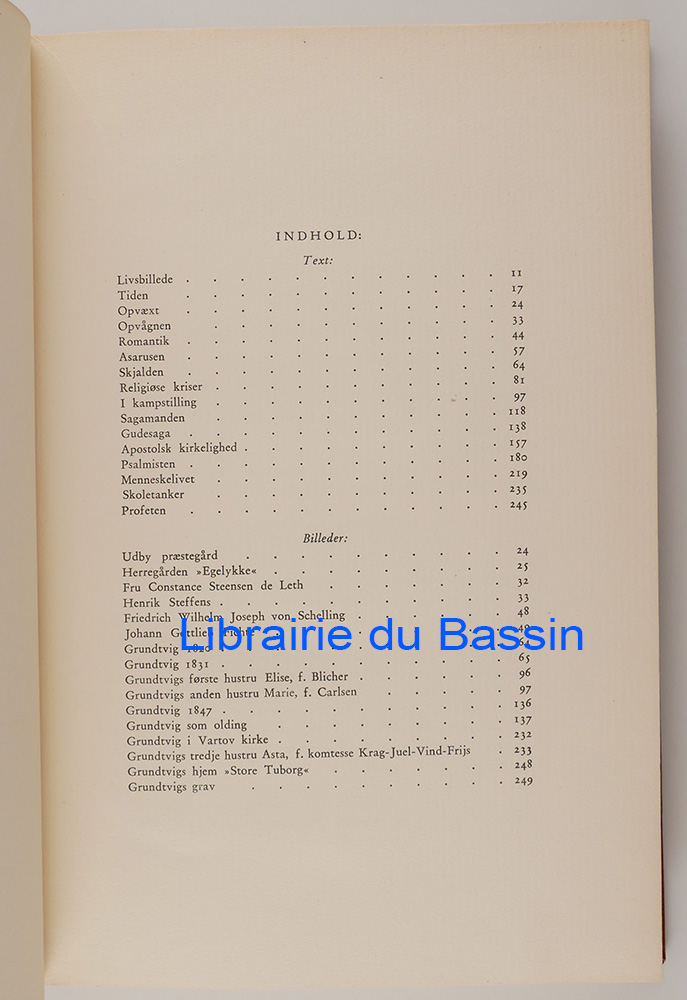 INDHOLD:
Text:
Livsbillede . . . . . . . . . . . . 11
Tiden . . . . . . . . . . . . 17
Opvæxt . . . . . . . . . . . . 24
Opvågnen . . . . . . . . . . . 33
Romantik . . . . . . . . . . . . 44
Asarusen . . . . . . . . . . . . 57
Skjalden . . . . . . . . . . . . 64
Religiøse kriser . . . . . . . . . . . 81
I kampstilling . . . . . . . . . . . 97
Sagamanden . . . . . . . . . . . 118
Gudesaga . . . . . . . . . . . . 138
Apostolsk kirkelighed . . . . . . . . . . 157
Psalmisten . . . . . . . . . . . . 180
Menneskelivet . . . . . . . . . . . 219
Skoletanker . . . . . . . . . . . 235
Profeten . . . . . . . . . . . . 245
Billeder:
Udby præstegård . . . . . . . . . . 24
Herregården »Egelykke« . . . . . . . . . 25
Fru Constance Steensen de Leth . . . . . . . 32
Henrik Steffens . . . . . . . . . . . 33
Friedrich Wilhelm Joseph von Schelling . . . . . . 48
Johann Gottlieb Fichte . . . . . . . . . 49
Librairie du Bassin
Grundtvig 1820 . . . . . . . . . . . 64
Grundtvig 1831 . . . . . . . . . . . 65
Grundtvigs første hustru Elise, f. Blicher . . . . . . 96
Grundtvigs anden hustru Marie, f. Carlsen . . . . . 97
Grundtvig 1847 . . . . . . . . . . . 136
Grundtvig som olding . . . . . . . . . 137
Grundtvig i Vartov kirke . . . . . . . . . 232
Grundtvigs tredje hustru Asta, f. komtesse Krag-Juel-Vind-Frijs . 233
Grundtvigs hjem »Store Tuborg« . . . . . . . 248
Grundtvigs grav . . . . . . . . . . 249